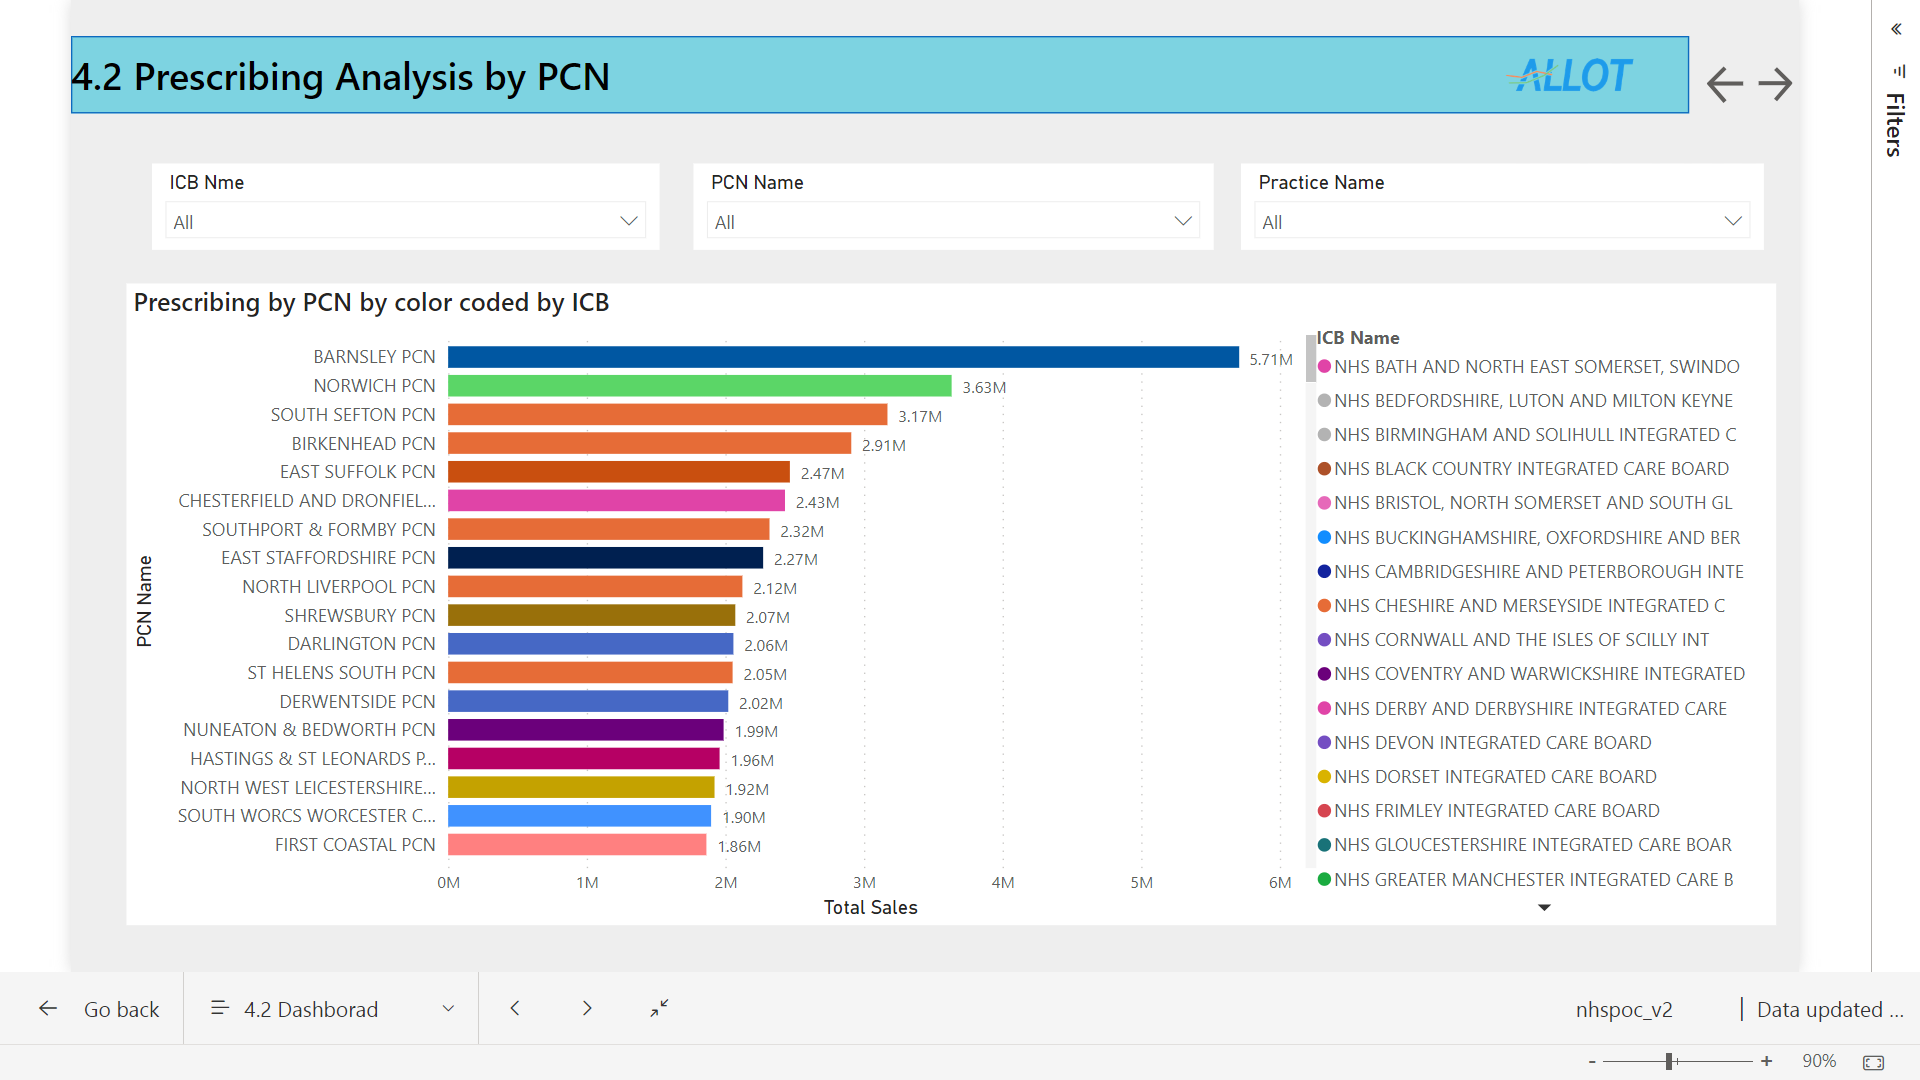 4.2 Prescribing Analysis by PCN
ALLOT
Filters
ICB Nme
All
PCN Name
All
Practice Name
All
Prescribing by PCN by color coded by ICB
PCN Name
BARNSLEY PCN 5.71M
NORWICH PCN 3.63M
SOUTH SEFTON PCN 3.17M
BIRKENHEAD PCN 2.91M
EAST SUFFOLK PCN 2.47M
CHESTERFIELD AND DRONFIEL... 2.43M
SOUTHPORT & FORMBY PCN 2.32M
EAST STAFFORDSHIRE PCN 2.27M
NORTH LIVERPOOL PCN 2.12M
SHREWSBURY PCN 2.07M
DARLINGTON PCN 2.06M
ST HELENS SOUTH PCN 2.05M
DERWENTSIDE PCN 2.02M
NUNEATON & BEDWORTH PCN 1.99M
HASTINGS & ST LEONARDS P... 1.96M
NORTH WEST LEICESTERSHIRE... 1.92M
SOUTH WORCS WORCESTER C... 1.90M
FIRST COASTAL PCN 1.86M
0M 1M 2M 3M 4M 5M 6M
Total Sales
ICB Name
NHS BATH AND NORTH EAST SOMERSET, SWINDO
NHS BEDFORDSHIRE, LUTON AND MILTON KEYNE
NHS BIRMINGHAM AND SOLIHULL INTEGRATED C
NHS BLACK COUNTRY INTEGRATED CARE BOARD
NHS BRISTOL, NORTH SOMERSET AND SOUTH GL
NHS BUCKINGHAMSHIRE, OXFORDSHIRE AND BER
NHS CAMBRIDGESHIRE AND PETERBOROUGH INTE
NHS CHESHIRE AND MERSEYSIDE INTEGRATED C
NHS CORNWALL AND THE ISLES OF SCILLY INT
NHS COVENTRY AND WARWICKSHIRE INTEGRATED
NHS DERBY AND DERBYSHIRE INTEGRATED CARE
NHS DEVON INTEGRATED CARE BOARD
NHS DORSET INTEGRATED CARE BOARD
NHS FRIMLEY INTEGRATED CARE BOARD
NHS GLOUCESTERSHIRE INTEGRATED CARE BOAR
NHS GREATER MANCHESTER INTEGRATED CARE B
Go back
4.2 Dashborad
nhspoc_v2
Data updated ...
- + 90%